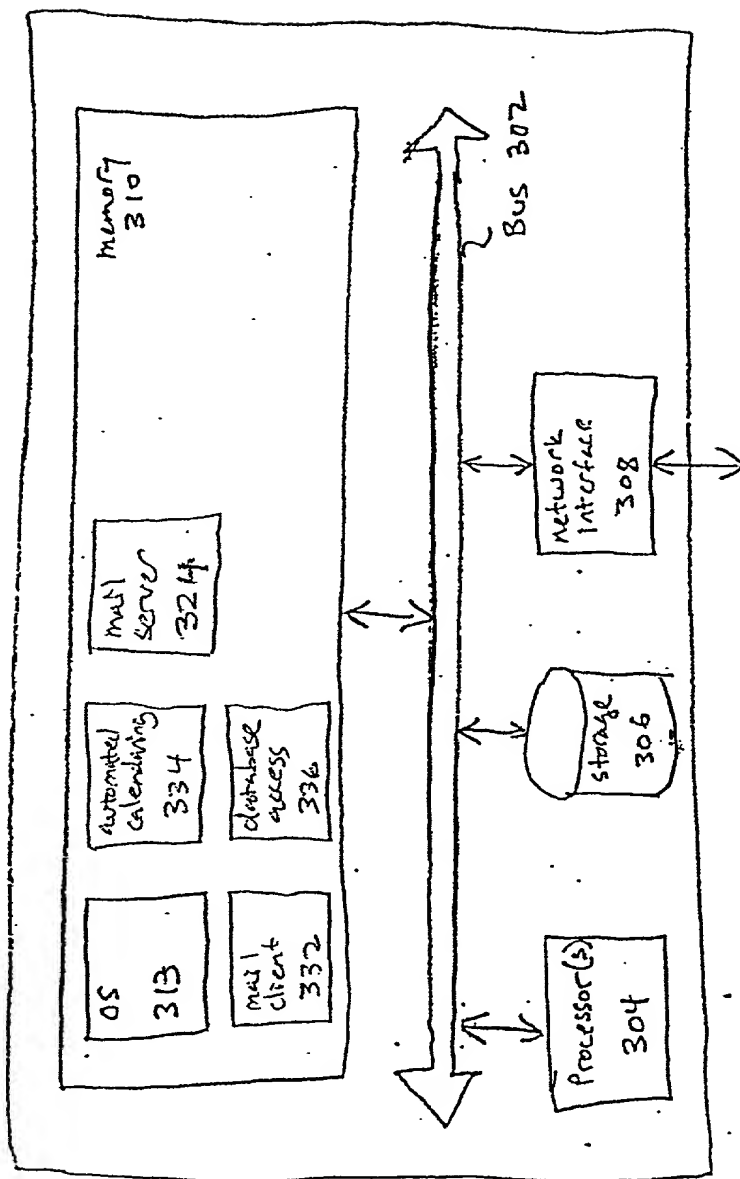 OS
313
automated
calendiring
334
mail
server
324
memory
310
mail
client
332
database
access
336
Bus 302
Processor(s)
304
storage
306
network
interface
308